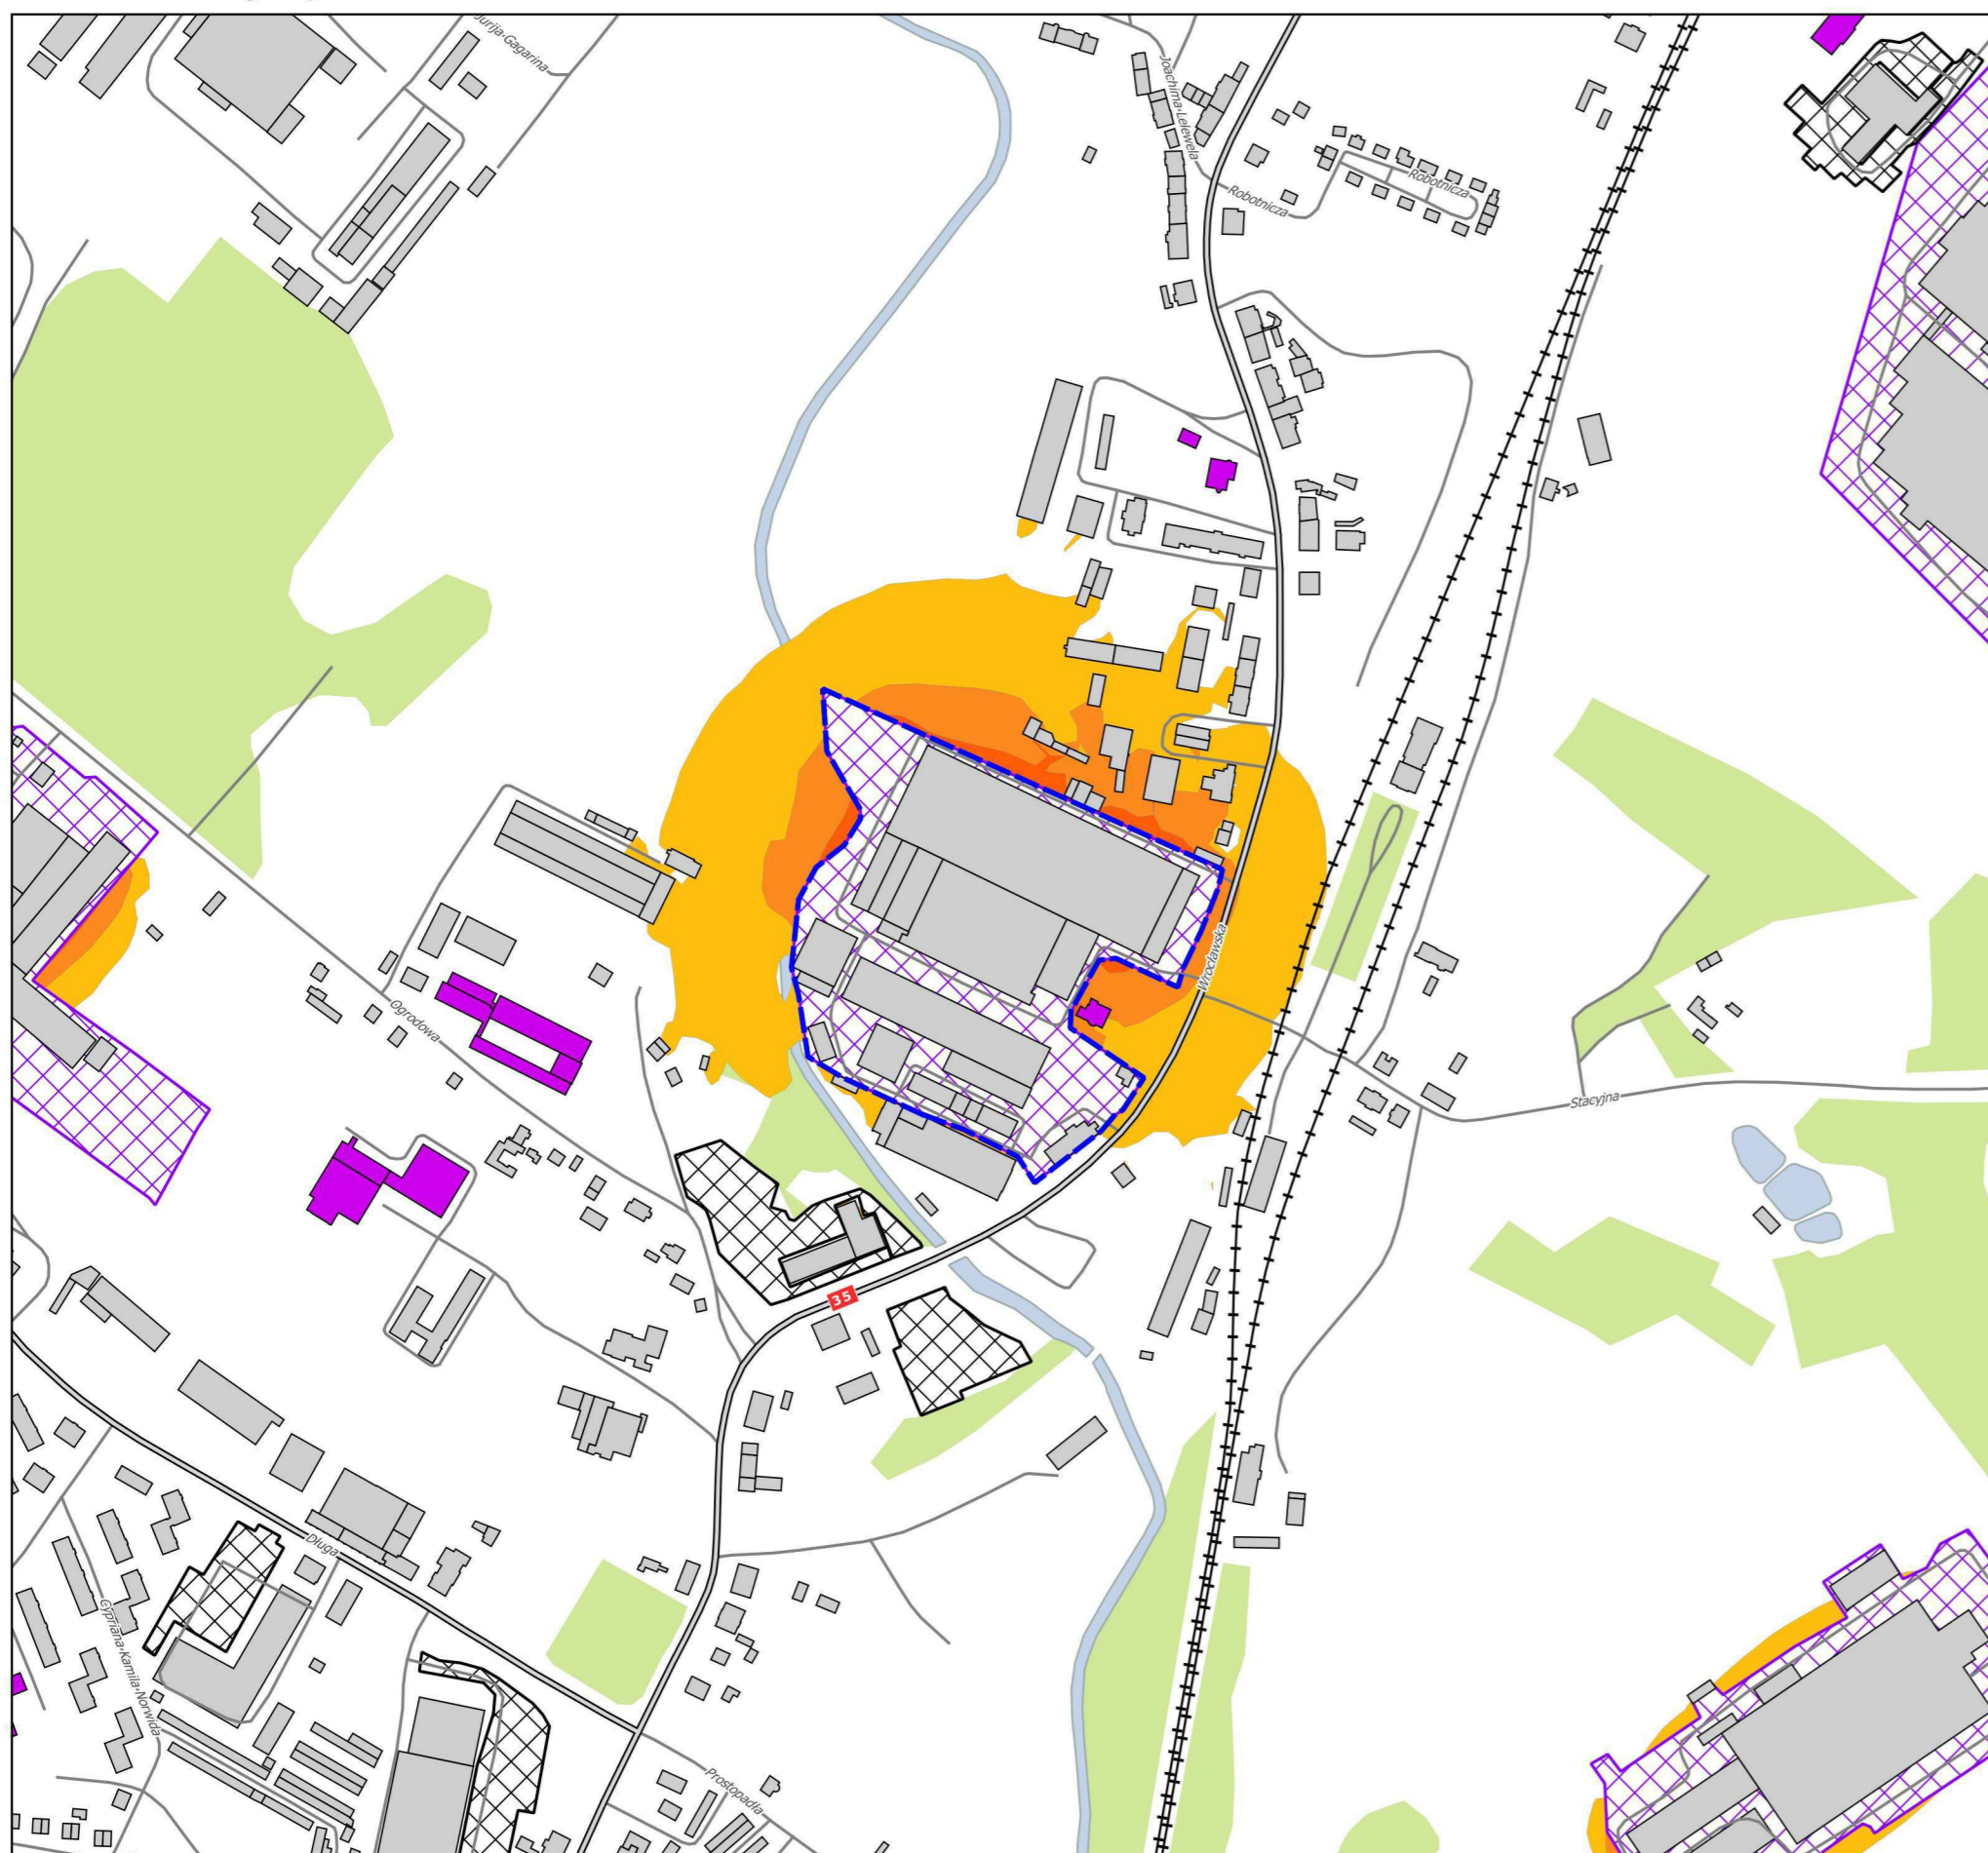 Jurija-Gagarina
Joachima-Lelewela
Robotnicza
Robotnicza
Wrocławska
Ogrodowa
Stacyjna
35
Długa
Cypriana-Kamila-Norwida
Prostopadła